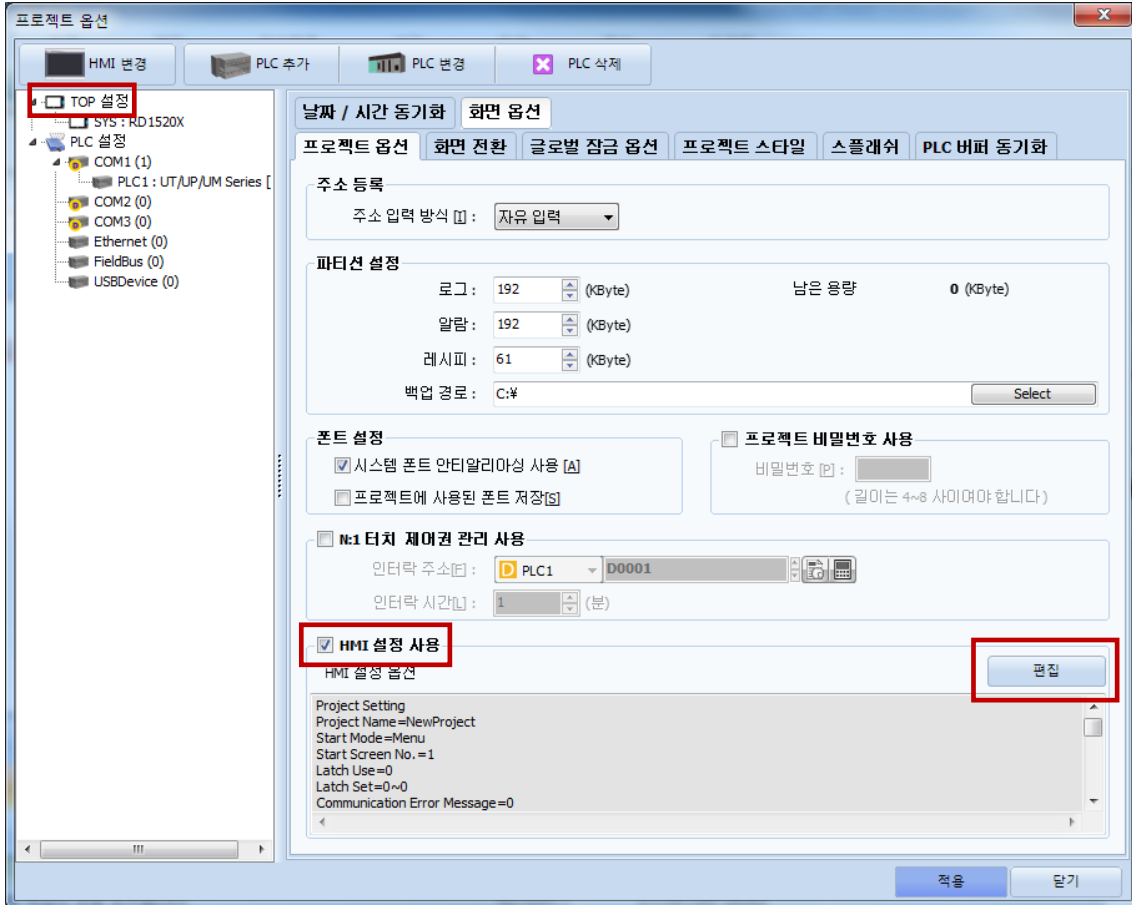 프로젝트 옵션
HMI 변경
PLC 추가
PLC 변경
PLC 삭제
TOP 설정
SYS : RD1520X
PLC 설정
COM1 (1)
PLC1 : UT/UP/UM Series [
COM2 (0)
COM3 (0)
Ethernet (0)
FieldBus (0)
USBDevice (0)
날짜 / 시간 동기화 화면 옵션
프로젝트 옵션 화면 전환 글로벌 잠금 옵션 프로젝트 스타일 스플래쉬 PLC 버퍼 동기화
주소 등록
주소 입력 방식 [I] : 자유 입력
파티션 설정
로그 : 192 (KByte) 남은 용량 0 (KByte)
알람 : 192 (KByte)
레시피 : 61 (KByte)
백업 경로 : C:₩ Select
폰트 설정
시스템 폰트 안티알리아싱 사용 [A]
프로젝트에 사용된 폰트 저장[S]
프로젝트 비밀번호 사용
비밀번호 [P] :
( 길이는 4~8 사이여야 합니다 )
N:1 터치 제어권 관리 사용
인터락 주소[F] : D PLC1 D0001
인터락 시간[L] : 1 (분)
HMI 설정 사용
HMI 설정 옵션 편집
Project Setting
Project Name=NewProject
Start Mode=Menu
Start Screen No.=1
Latch Use=0
Latch Set=0~0
Communication Error Message=0
적용 닫기